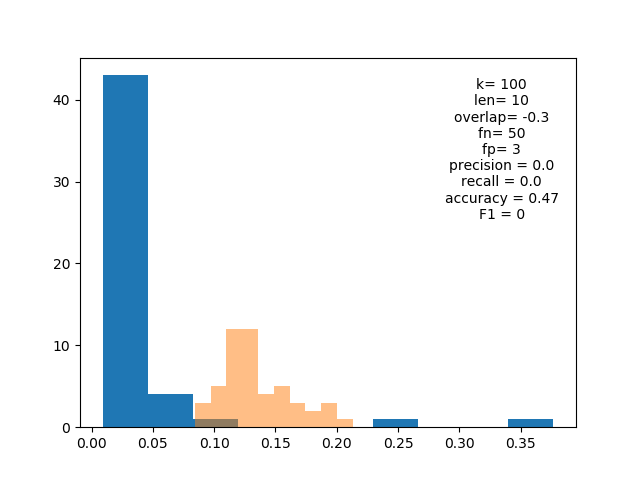 k= 100
len= 10
overlap= -0.3
fn= 50
fp= 3
precision = 0.0
recall = 0.0
accuracy = 0.47
F1 = 0
40
30
20
10
0
0.00 0.05 0.10 0.15 0.20 0.25 0.30 0.35